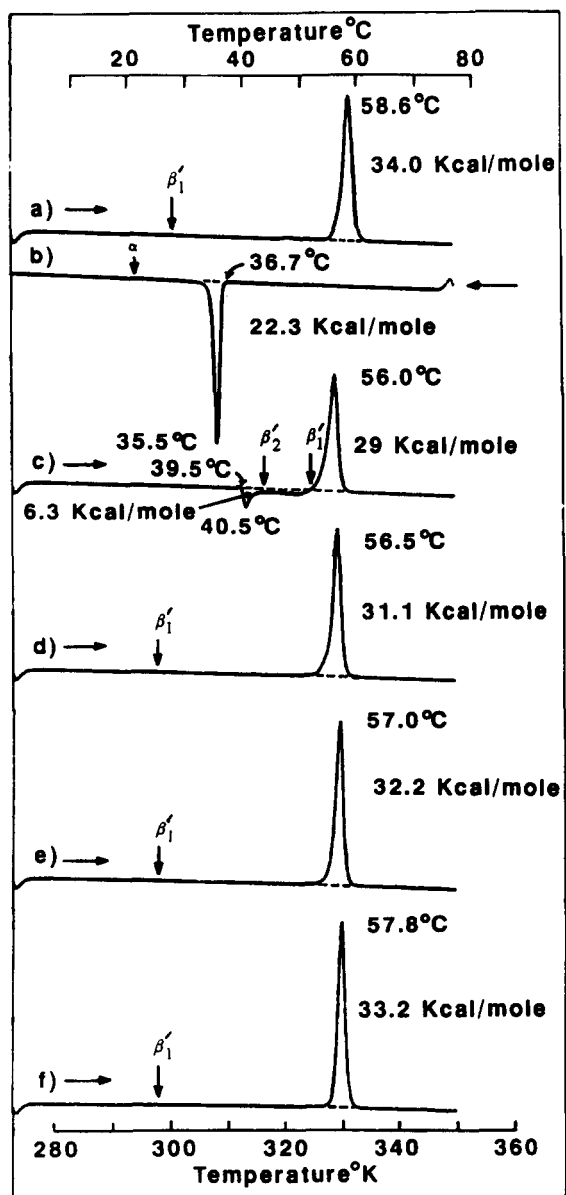 Temperature°C
20 40 60 80
58.6°C
34.0 Kcal/mole
β′1
a)
b)
α
36.7°C
22.3 Kcal/mole
56.0°C
35.5°C
β′2 β′1
29 Kcal/mole
c)
39.5°C
6.3 Kcal/mole
40.5°C
56.5°C
31.1 Kcal/mole
β′1
d)
57.0°C
32.2 Kcal/mole
β′1
e)
57.8°C
33.2 Kcal/mole
β′1
f)
280 300 320 340 360
Temperature°K